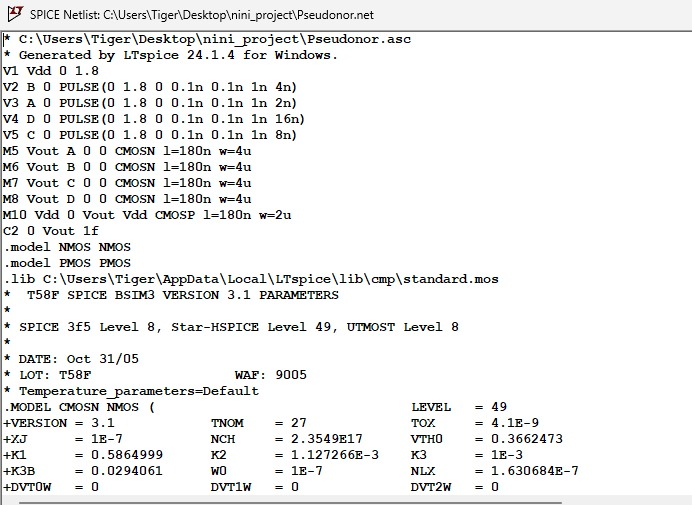 SPICE Netlist: C:\Users\Tiger\Desktop\nini_project\Pseudonor.net
* C:\Users\Tiger\Desktop\nini_project\Pseudonor.asc
* Generated by LTspice 24.1.4 for Windows.
V1 Vdd 0 1.8
V2 B 0 PULSE(0 1.8 0 0.1n 0.1n 1n 4n)
V3 A 0 PULSE(0 1.8 0 0.1n 0.1n 1n 2n)
V4 D 0 PULSE(0 1.8 0 0.1n 0.1n 1n 16n)
V5 C 0 PULSE(0 1.8 0 0.1n 0.1n 1n 8n)
M5 Vout A 0 0 CMOSN l=180n w=4u
M6 Vout B 0 0 CMOSN l=180n w=4u
M7 Vout C 0 0 CMOSN l=180n w=4u
M8 Vout D 0 0 CMOSN l=180n w=4u
M10 Vdd 0 Vout Vdd CMOSP l=180n w=2u
C2 0 Vout 1f
.model NMOS NMOS
.model PMOS PMOS
.lib C:\Users\Tiger\AppData\Local\LTspice\lib\cmp\standard.mos
*  T58F SPICE BSIM3 VERSION 3.1 PARAMETERS
*
* SPICE 3f5 Level 8, Star-HSPICE Level 49, UTMOST Level 8
*
* DATE: Oct 31/05
* LOT: T58F                  WAF: 9005
* Temperature_parameters=Default
.MODEL CMOSN NMOS (                                LEVEL   = 49
+VERSION = 3.1            TNOM    = 27             TOX     = 4.1E-9
+XJ      = 1E-7           NCH     = 2.3549E17      VTH0    = 0.3662473
+K1      = 0.5864999      K2      = 1.127266E-3    K3      = 1E-3
+K3B     = 0.0294061      W0      = 1E-7           NLX     = 1.630684E-7
+DVT0W   = 0              DVT1W   = 0              DVT2W   = 0